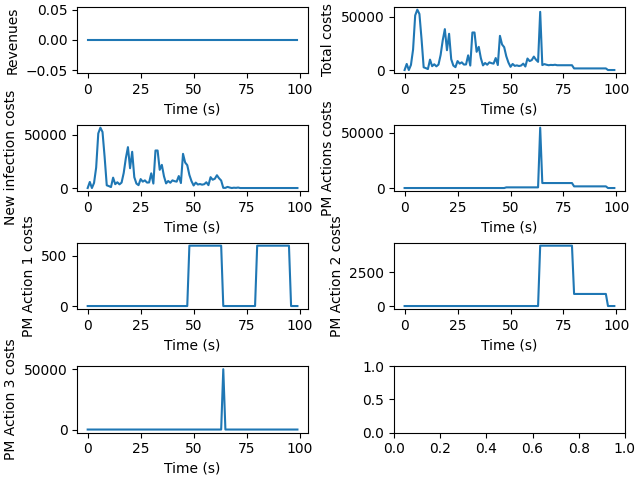 Revenues
0.05
0.00
−0.05
0 25 50 75 100
Time (s)
Total costs
50000
0
0 25 50 75 100
Time (s)
New infection costs
50000
0
0 25 50 75 100
Time (s)
PM Actions costs
50000
0
0 25 50 75 100
Time (s)
PM Action 1 costs
500
0
0 25 50 75 100
Time (s)
PM Action 2 costs
2500
0
0 25 50 75 100
Time (s)
PM Action 3 costs
50000
0
0 25 50 75 100
Time (s)
1.0
0.5
0.0
0.0 0.2 0.4 0.6 0.8 1.0